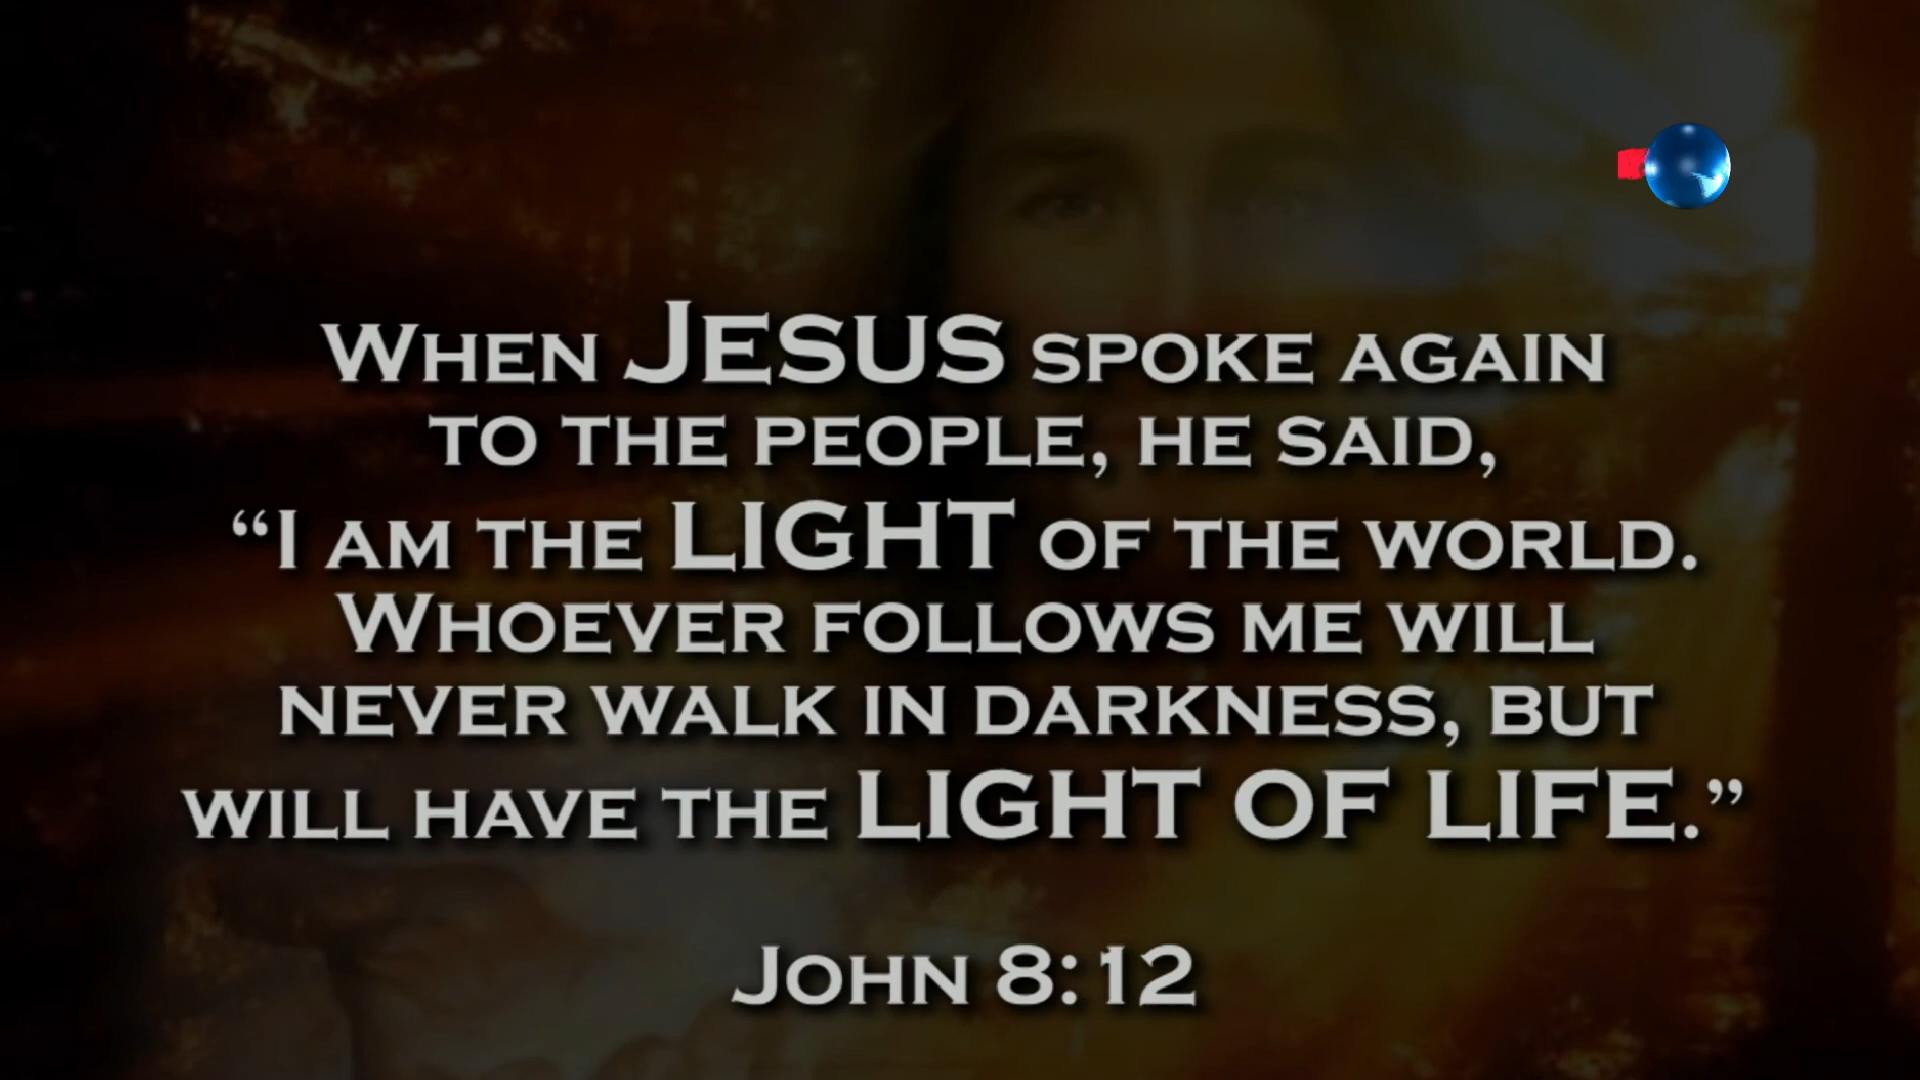 When JESUS spoke again
to the people, he said,
“I am the LIGHT of the world.
Whoever follows me will
never walk in darkness, but
will have the LIGHT OF LIFE.”
John 8:12